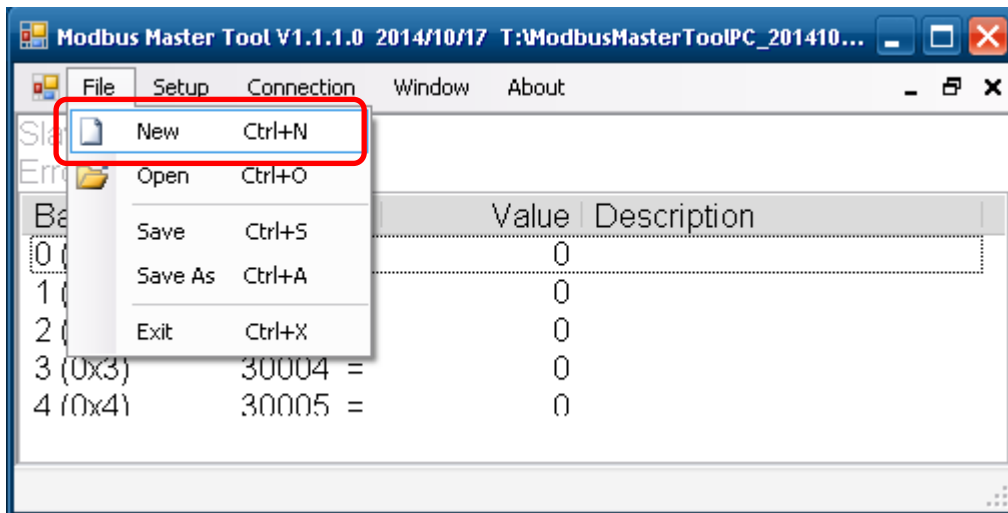 Modbus Master Tool V1.1.1.0 2014/10/17 T:\ModbusMasterToolPC_201410...
File Setup Connection Window About
New Ctrl+N
Open Ctrl+O
Save Ctrl+S
Save As Ctrl+A
Exit Ctrl+X
Value Description
0
0
0
3 (0x3) 30004 = 0
4 (0x4) 30005 = 0